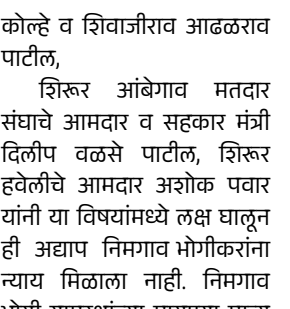 कोल्हे व शिवाजीराव आढळराव
पाटील,
शिरूर आंबेगाव मतदार
संघाचे आमदार व सहकार मंत्री
दिलीप वळसे पाटील, शिरूर
हवेलीचे आमदार अशोक पवार
यांनी या विषयांमध्ये लक्ष घालून
ही अद्याप निमगाव भोगीकरांना
न्याय मिळाला नाही. निमगाव